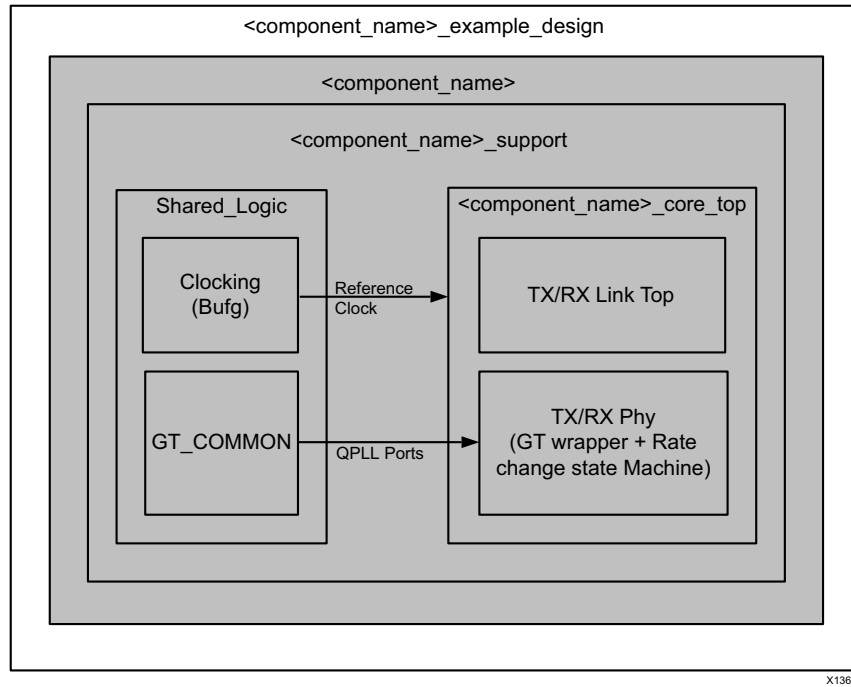 <component_name>_example_design
<component_name>
<component_name>_support
Shared_Logic
<component_name>_core_top
Clocking
(Bufg)
Reference
Clock
TX/RX Link Top
GT_COMMON
QPLL Ports
TX/RX Phy
(GT wrapper + Rate
change state Machine)
X136